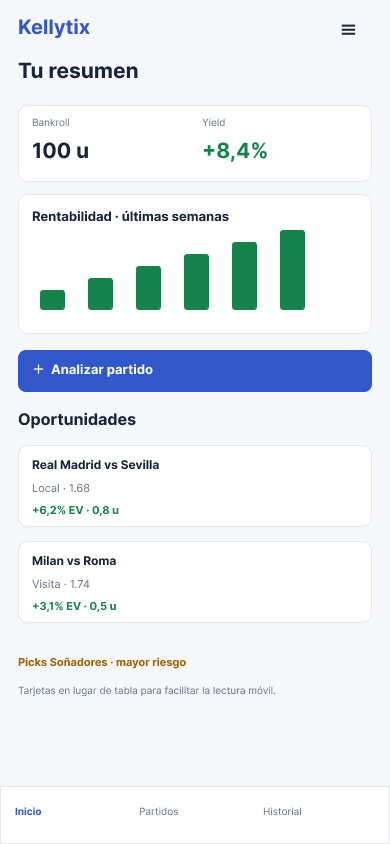 Kellytix
Tu resumen
Bankroll
Yield
100 u
+8,4%
Rentabilidad · últimas semanas
+ Analizar partido
Oportunidades
Real Madrid vs Sevilla
Local · 1.68
+6,2% EV · 0,8 u
Milan vs Roma
Visita · 1.74
+3,1% EV · 0,5 u
Picks Soñadores · mayor riesgo
Tarjetas en lugar de tabla para facilitar la lectura móvil.
Inicio
Partidos
Historial